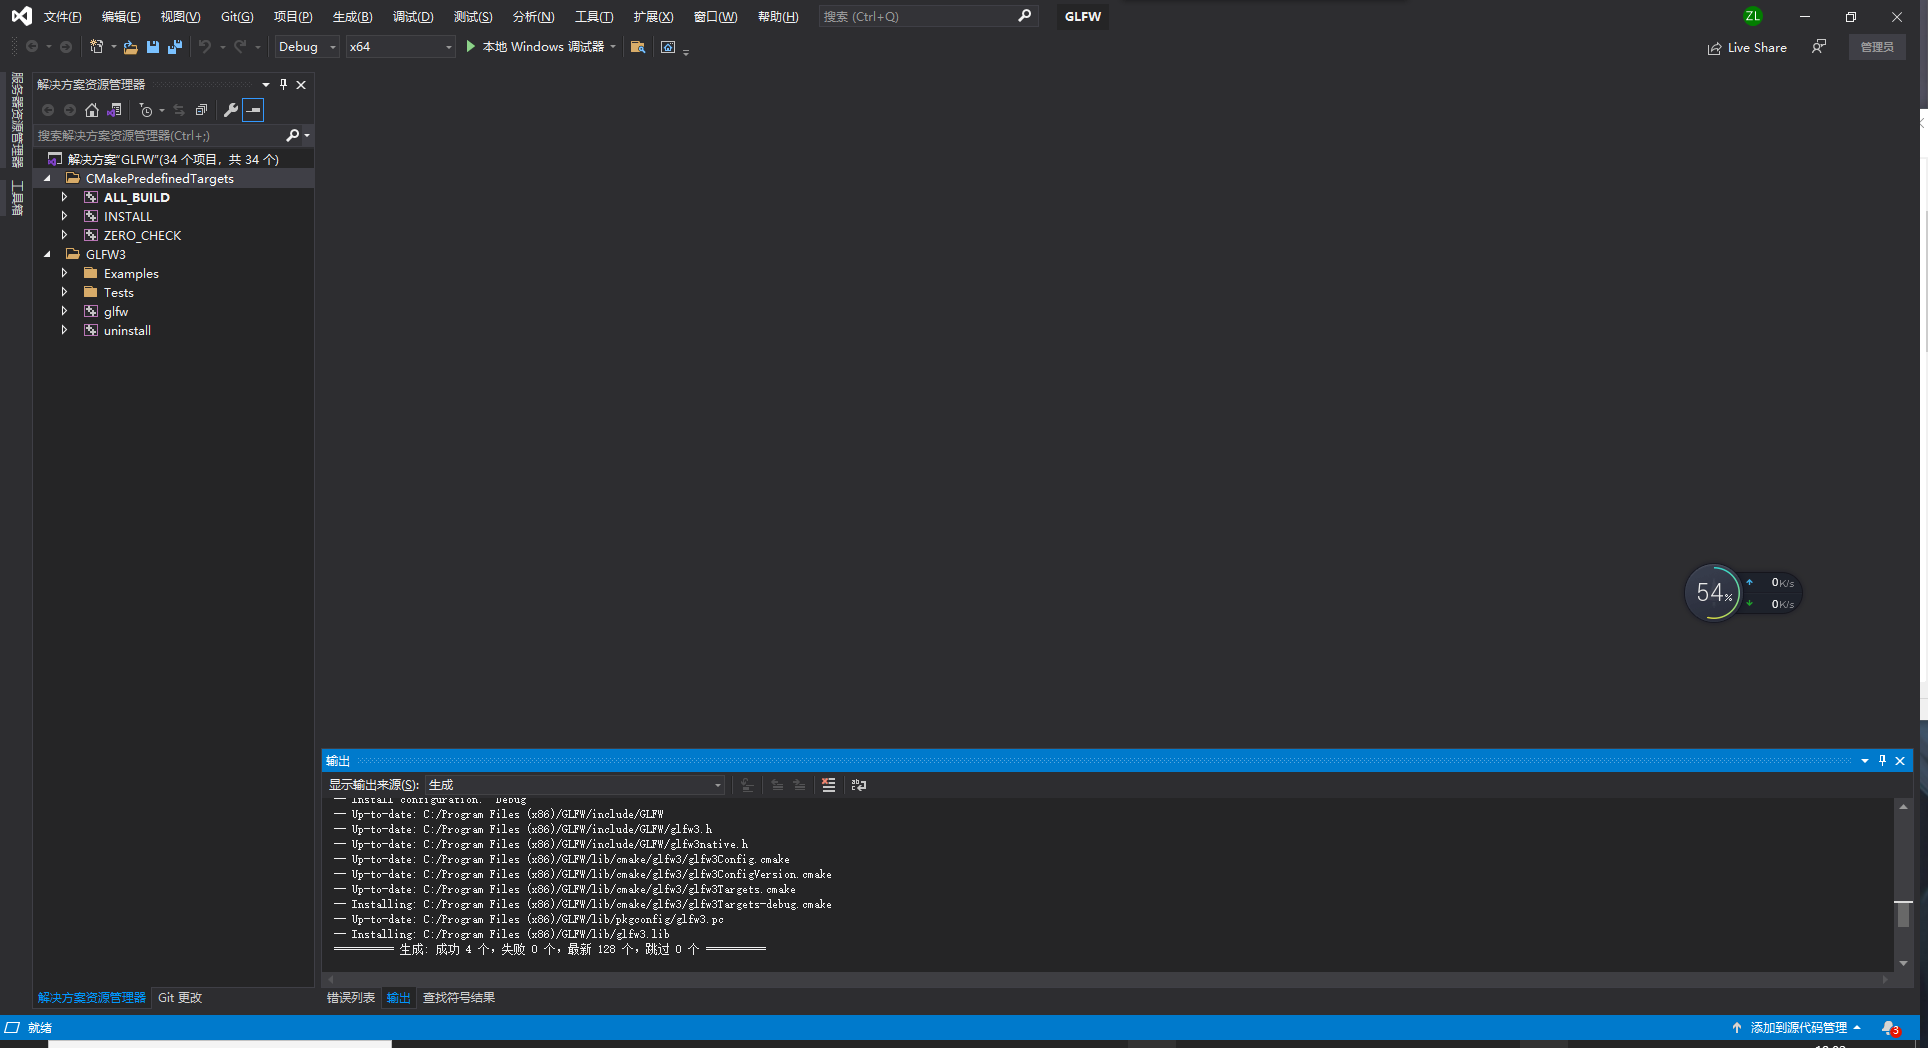 文件(F) 编辑(E) 视图(V) Git(G) 项目(P) 生成(B) 调试(D) 测试(S) 分析(N) 工具(T) 扩展(X) 窗口(W) 帮助(H) 搜索 (Ctrl+Q) GLFW ZL
Debug x64 本地 Windows 调试器 Live Share 管理员
服务器资源管理器
工具箱
解决方案资源管理器
搜索解决方案资源管理器(Ctrl+;)
解决方案"GLFW"(34 个项目，共 34 个)
CMakePredefinedTargets
ALL_BUILD
INSTALL
ZERO_CHECK
GLFW3
Examples
Tests
glfw
uninstall
54% 0K/s
0K/s
输出
显示输出来源(S): 生成
-- Install configuration: "Debug"
-- Up-to-date: C:/Program Files (x86)/GLFW/include/GLFW
-- Up-to-date: C:/Program Files (x86)/GLFW/include/GLFW/glfw3.h
-- Up-to-date: C:/Program Files (x86)/GLFW/include/GLFW/glfw3native.h
-- Up-to-date: C:/Program Files (x86)/GLFW/lib/cmake/glfw3/glfw3Config.cmake
-- Up-to-date: C:/Program Files (x86)/GLFW/lib/cmake/glfw3/glfw3ConfigVersion.cmake
-- Up-to-date: C:/Program Files (x86)/GLFW/lib/cmake/glfw3/glfw3Targets.cmake
-- Installing: C:/Program Files (x86)/GLFW/lib/cmake/glfw3/glfw3Targets-debug.cmake
-- Up-to-date: C:/Program Files (x86)/GLFW/lib/pkgconfig/glfw3.pc
-- Installing: C:/Program Files (x86)/GLFW/lib/glfw3.lib
========== 生成: 成功 4 个，失败 0 个，最新 128 个，跳过 0 个 ==========
解决方案资源管理器 Git 更改 错误列表 输出 查找符号结果
就绪 添加到源代码管理 3